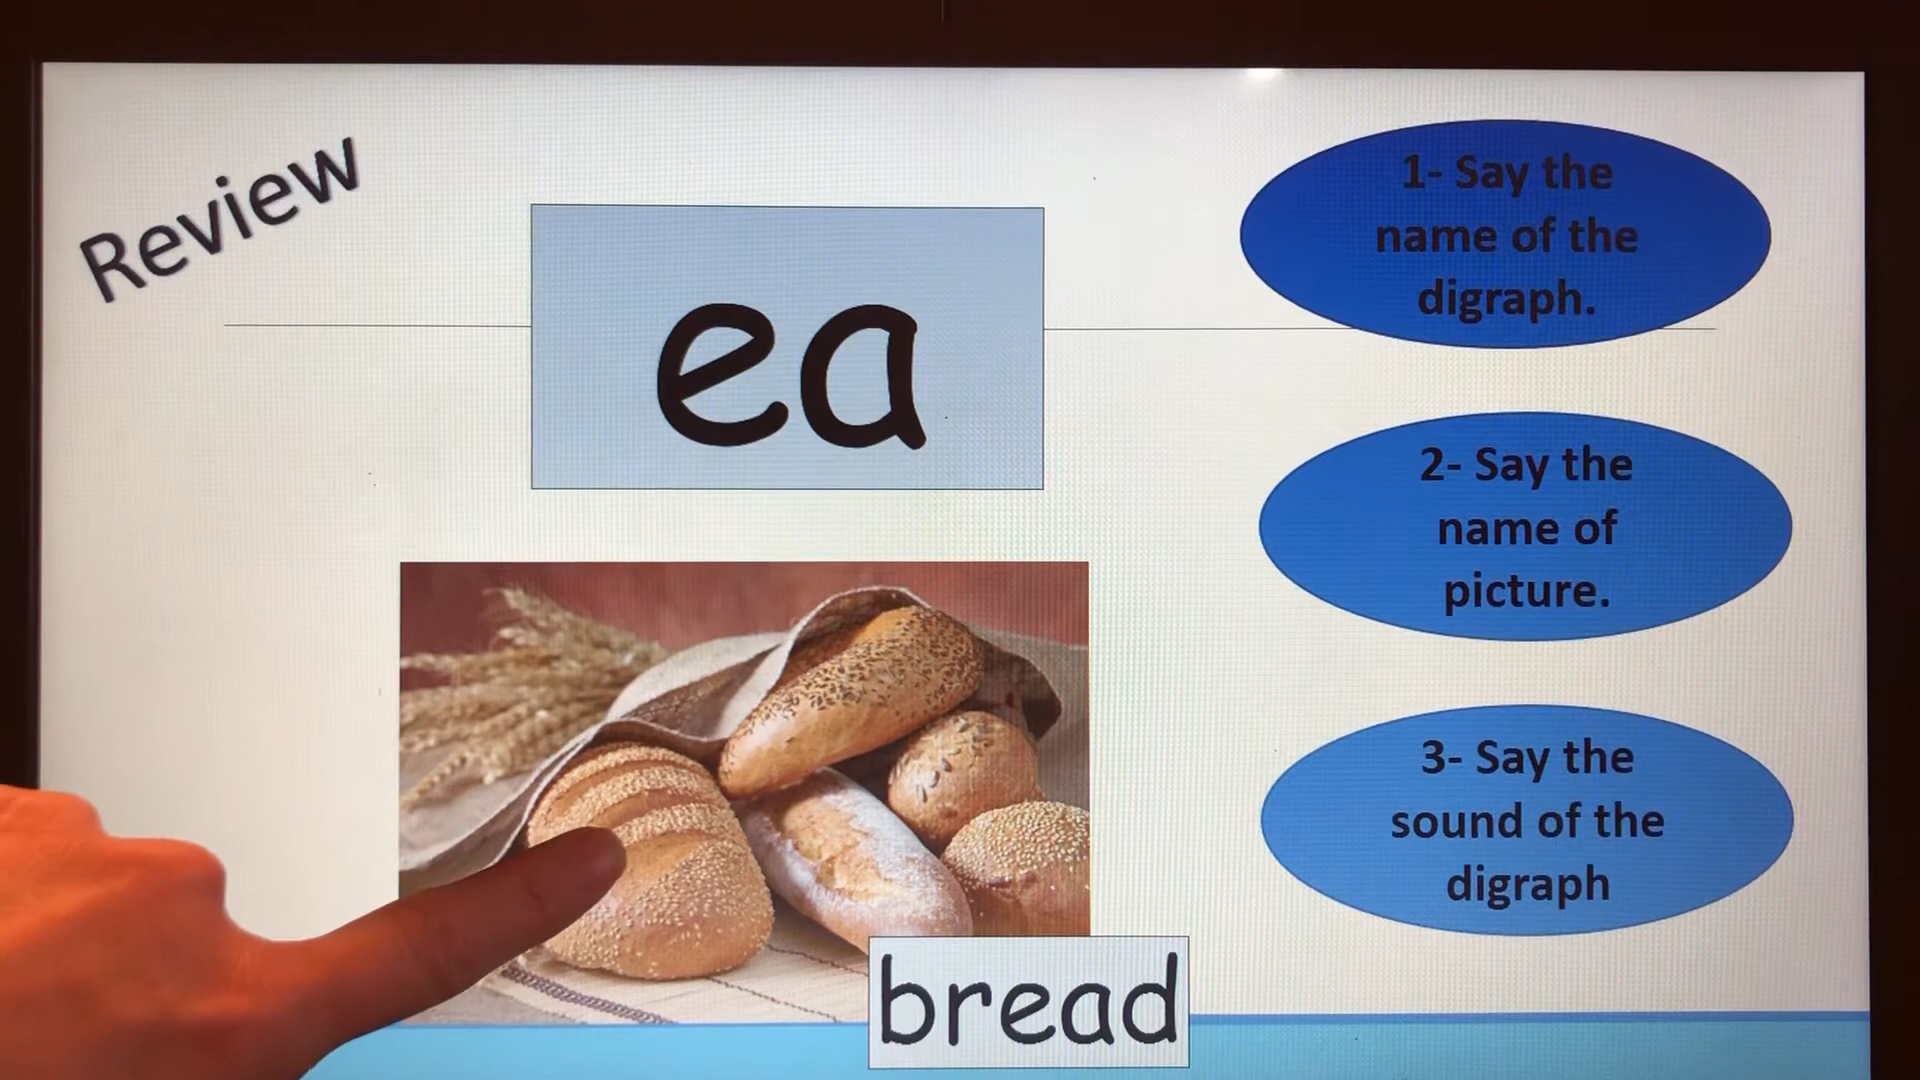 Review
ea
bread
1- Say the
name of the
digraph.
2- Say the
name of
picture.
3- Say the
sound of the
digraph